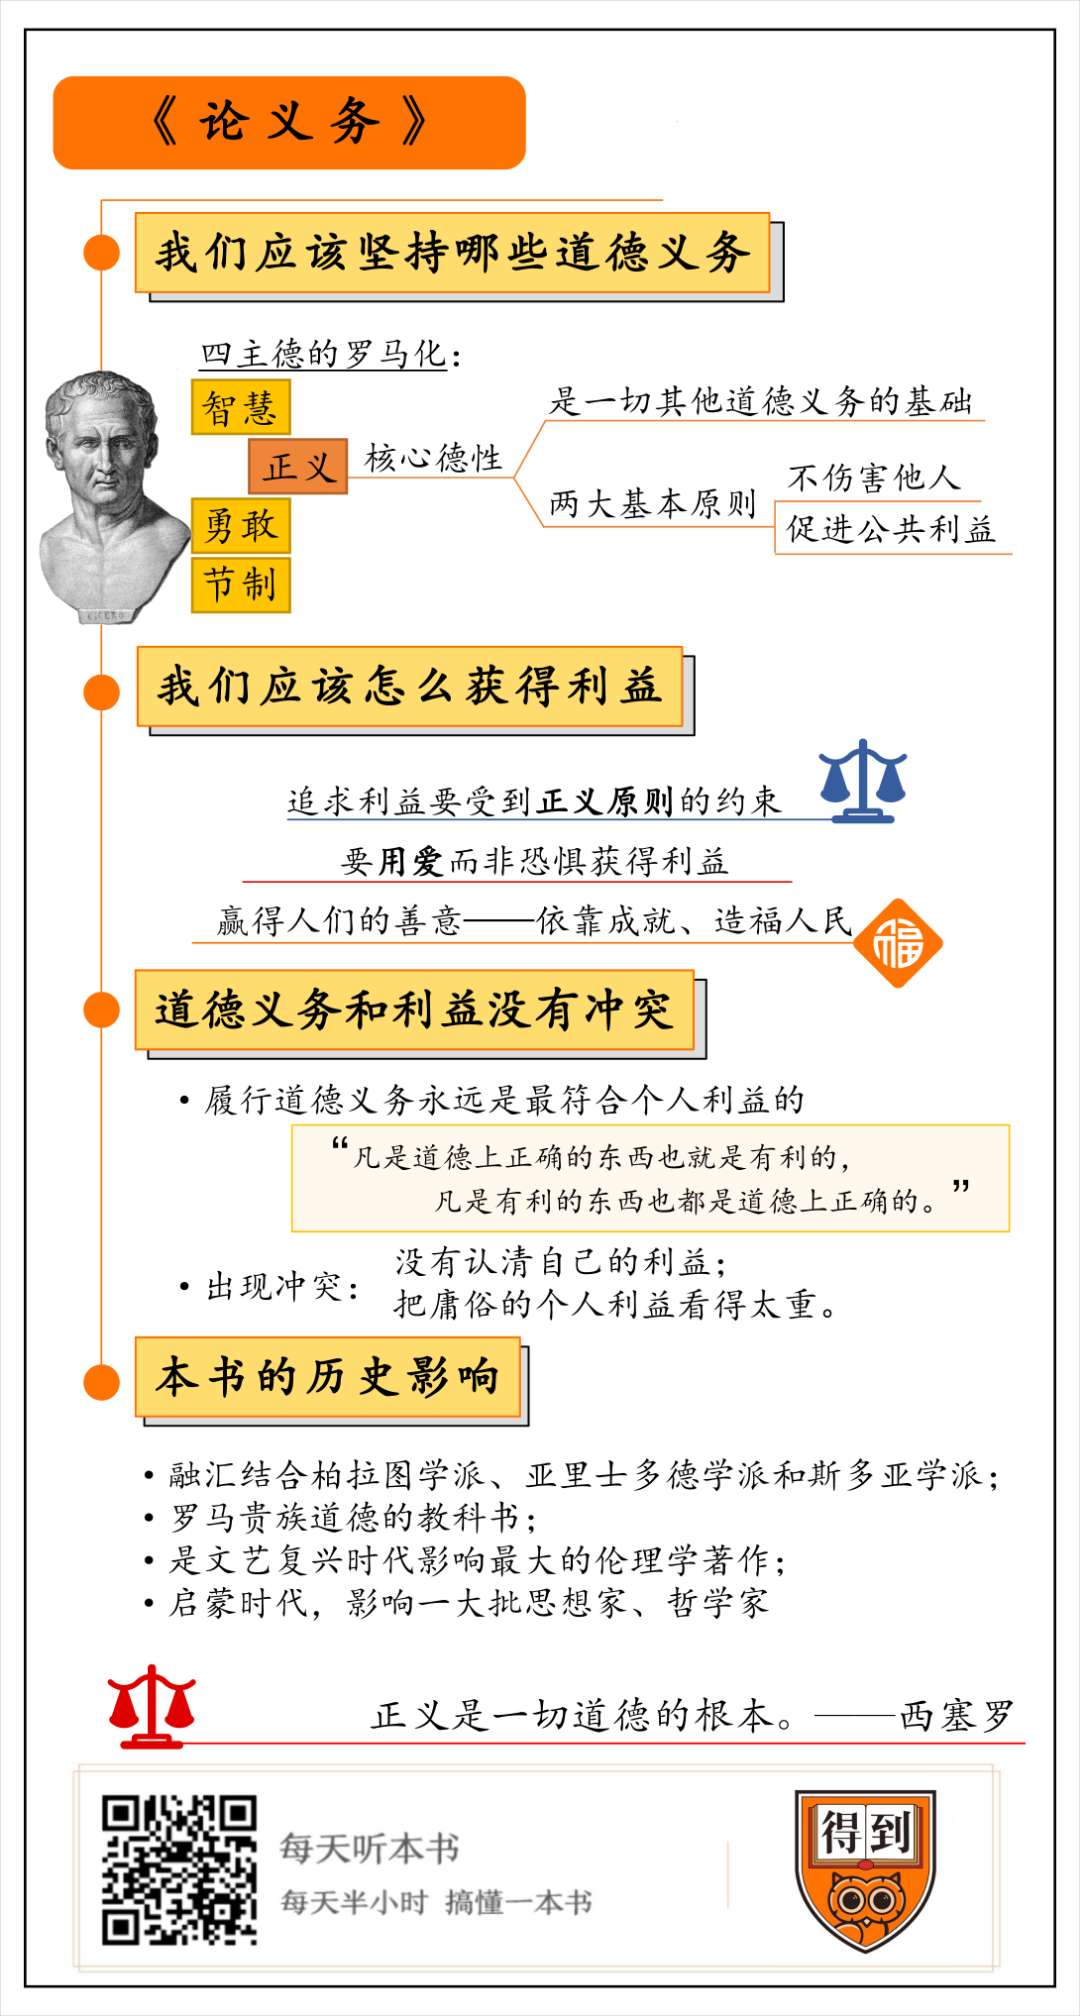 《论义务》
我们应该坚持哪些道德义务
四主德的罗马化：
智慧
正义
勇敢
节制
核心德性
是一切其他道德义务的基础
两大基本原则
不伤害他人
促进公共利益
我们应该怎么获得利益
追求利益要受到正义原则的约束
要用爱而非恐惧获得利益
赢得人们的善意——依靠成就、造福人民
福
道德义务和利益没有冲突
• 履行道德义务永远是最符合个人利益的
“凡是道德上正确的东西也就是有利的，
凡是有利的东西也都是道德上正确的。”
• 出现冲突：
没有认清自己的利益；
把庸俗的个人利益看得太重。
本书的历史影响
• 融汇结合柏拉图学派、亚里士多德学派和斯多亚学派；
• 罗马贵族道德的教科书；
• 是文艺复兴时代影响最大的伦理学著作；
• 启蒙时代，影响一大批思想家、哲学家
正义是一切道德的根本。——西塞罗
每天听本书
每天半小时 搞懂一本书
得到